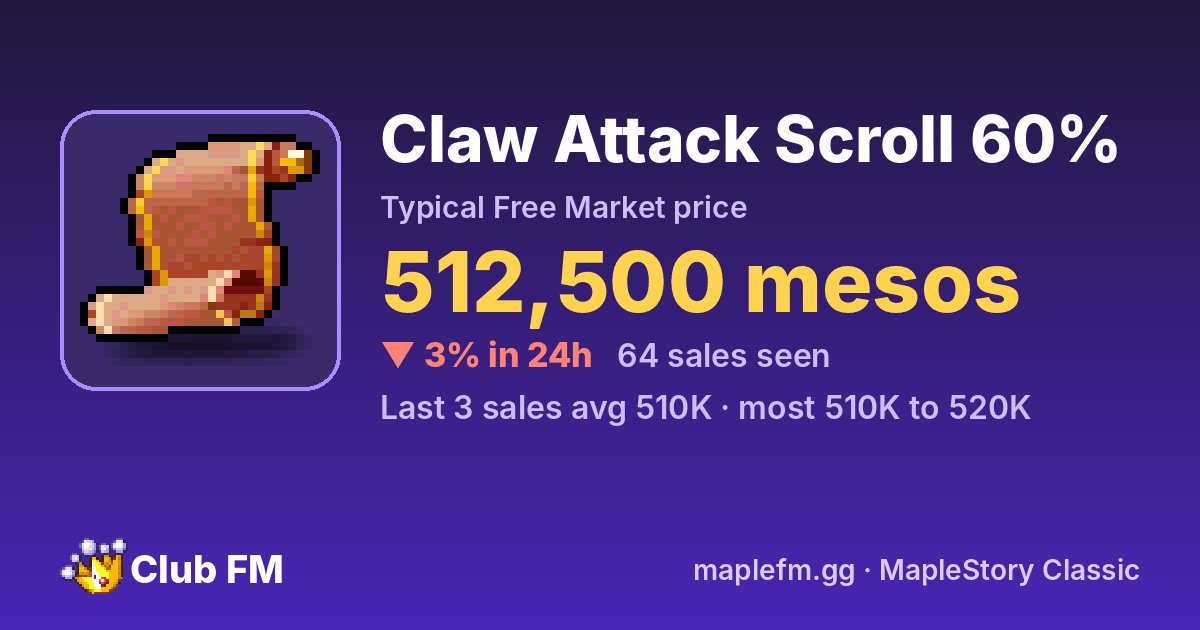 Claw Attack Scroll 60%
Typical Free Market price
512,500 mesos
▼ 3% in 24h 64 sales seen
Last 3 sales avg 510K · most 510K to 520K
Club FM
maplefm.gg · MapleStory Classic